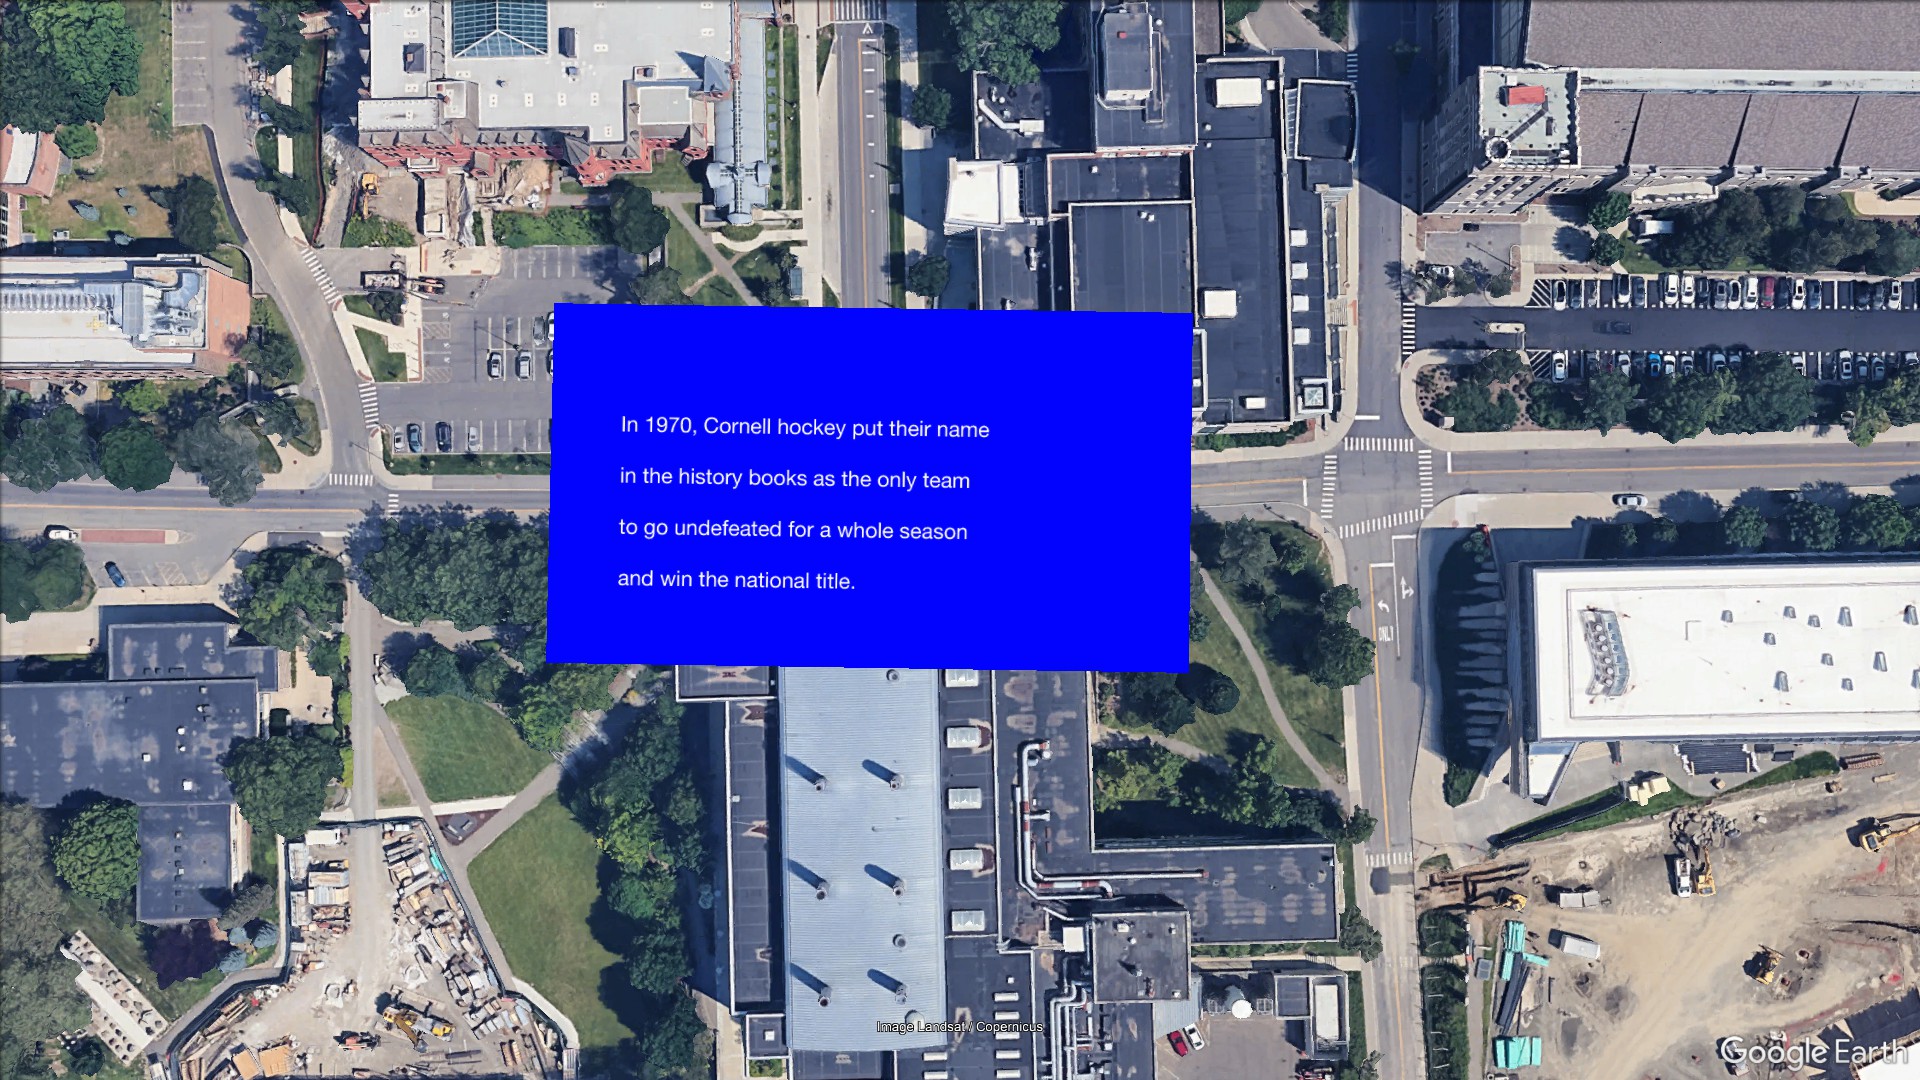 In 1970, Cornell hockey put their name
in the history books as the only team
to go undefeated for a whole season
and win the national title.
ONLY
Image Landsat / Copernicus
Google Earth